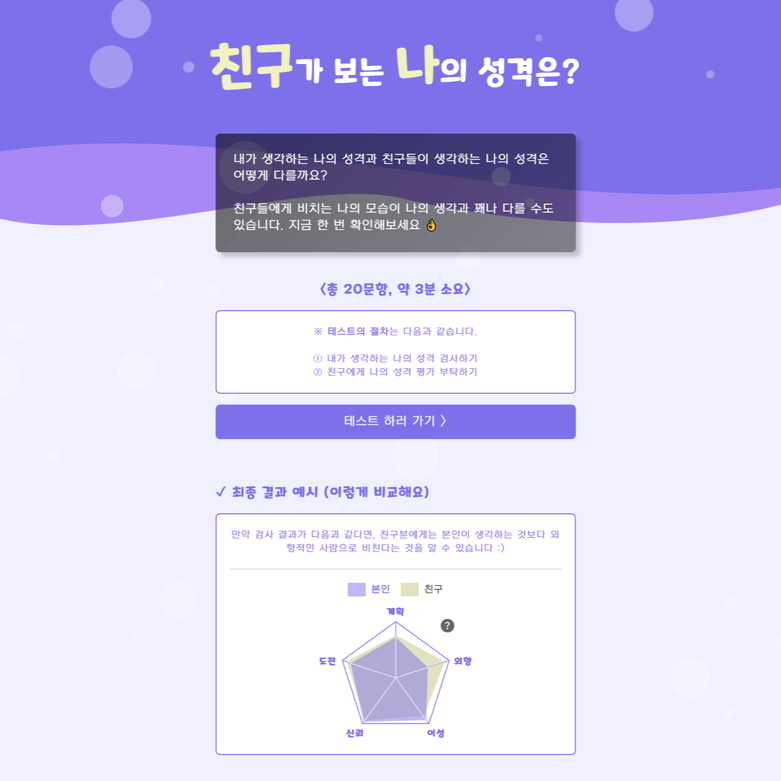 친구가 보는 나의 성격은?
내가 생각하는 나의 성격과 친구들이 생각하는 나의 성격은
어떻게 다를까요?
친구들에게 비치는 나의 모습이 나의 생각과 꽤나 다를 수도
있습니다. 지금 한 번 확인해보세요 👌
<총 20문항, 약 3분 소요>
※ 테스트의 절차는 다음과 같습니다.
① 내가 생각하는 나의 성격 검사하기
② 친구에게 나의 성격 평가 부탁하기
테스트 하러 가기 >
✓ 최종 결과 예시 (이렇게 비교해요)
만약 검사 결과가 다음과 같다면, 친구분에게는 본인이 생각하는 것보다 외
향적인 사람으로 비친다는 것을 알 수 있습니다 :)
본인 친구
계획
?
도전 외향
신뢰 이성